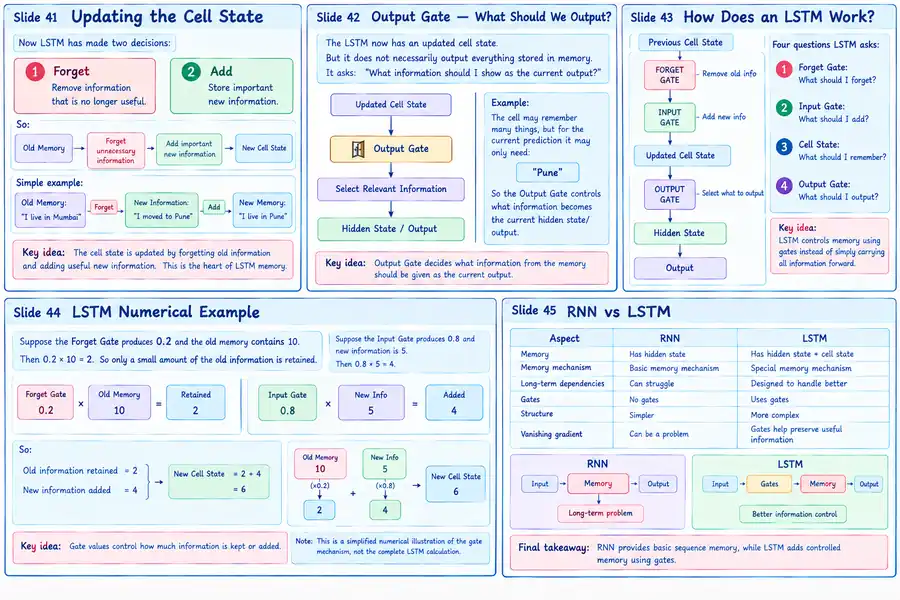 Slide 41 Updating the Cell State
Now LSTM has made two decisions:
1 Forget
Remove information
that is no longer useful.
2 Add
Store important
new information.
So:
Old Memory
Forget
unnecessary
information
Add important
new information
New Cell State
Simple example:
Old Memory:
"I live in Mumbai"
Forget
New Information:
"I moved to Pune"
Add
New Memory:
"I live in Pune"
Key idea: The cell state is updated by forgetting old information
and adding useful new information. This is the heart of LSTM memory.
Slide 42 Output Gate — What Should We Output?
The LSTM now has an updated cell state.
But it does not necessarily output everything stored in memory.
It asks: "What information should I show as the current output?"
Updated Cell State
Output Gate
Select Relevant Information
Hidden State / Output
Example:
The cell may remember
many things, but for the
current prediction it may
only need:
"Pune"
So the Output Gate controls
what information becomes
the current hidden state/
output.
Key idea: Output Gate decides what information from the memory
should be given as the current output.
Slide 43 How Does an LSTM Work?
Previous Cell State
FORGET
GATE
Remove old info
INPUT
GATE
Add new info
Updated Cell State
OUTPUT
GATE
Select what to output
Hidden State
Output
Four questions LSTM asks:
1 Forget Gate:
What should I forget?
2 Input Gate:
What should I add?
3 Cell State:
What should I remember?
4 Output Gate:
What should I output?
Key idea:
LSTM controls memory using
gates instead of simply carrying
all information forward.
Slide 44 LSTM Numerical Example
Suppose the Forget Gate produces 0.2 and the old memory contains 10.
Then 0.2 × 10 = 2. So only a small amount of the old information is retained.
Suppose the Input Gate produces 0.8 and
new information is 5.
Then 0.8 × 5 = 4.
Forget Gate
0.2
×
Old Memory
10
=
Retained
2
Input Gate
0.8
×
New Info
5
=
Added
4
So:
Old information retained = 2
New information added = 4
New Cell State = 2 + 4
= 6
Old Memory
10
(×0.2)
2
+
New Info
5
(×0.8)
4
New Cell State
6
Key idea: Gate values control how much information is kept or added.
Note: This is a simplified numerical illustration of the gate
mechanism, not the complete LSTM calculation.
Slide 45 RNN vs LSTM
Aspect RNN LSTM
Memory Has hidden state Has hidden state + cell state
Memory mechanism Basic memory mechanism Special memory mechanism
Long-term dependencies Can struggle Designed to handle better
Gates No gates Uses gates
Structure Simpler More complex
Vanishing gradient Can be a problem Gates help preserve useful
information
RNN
Input
Memory
Output
Long-term problem
LSTM
Input
Gates
Memory
Output
Better information control
Final takeaway: RNN provides basic sequence memory, while LSTM adds controlled
memory using gates.